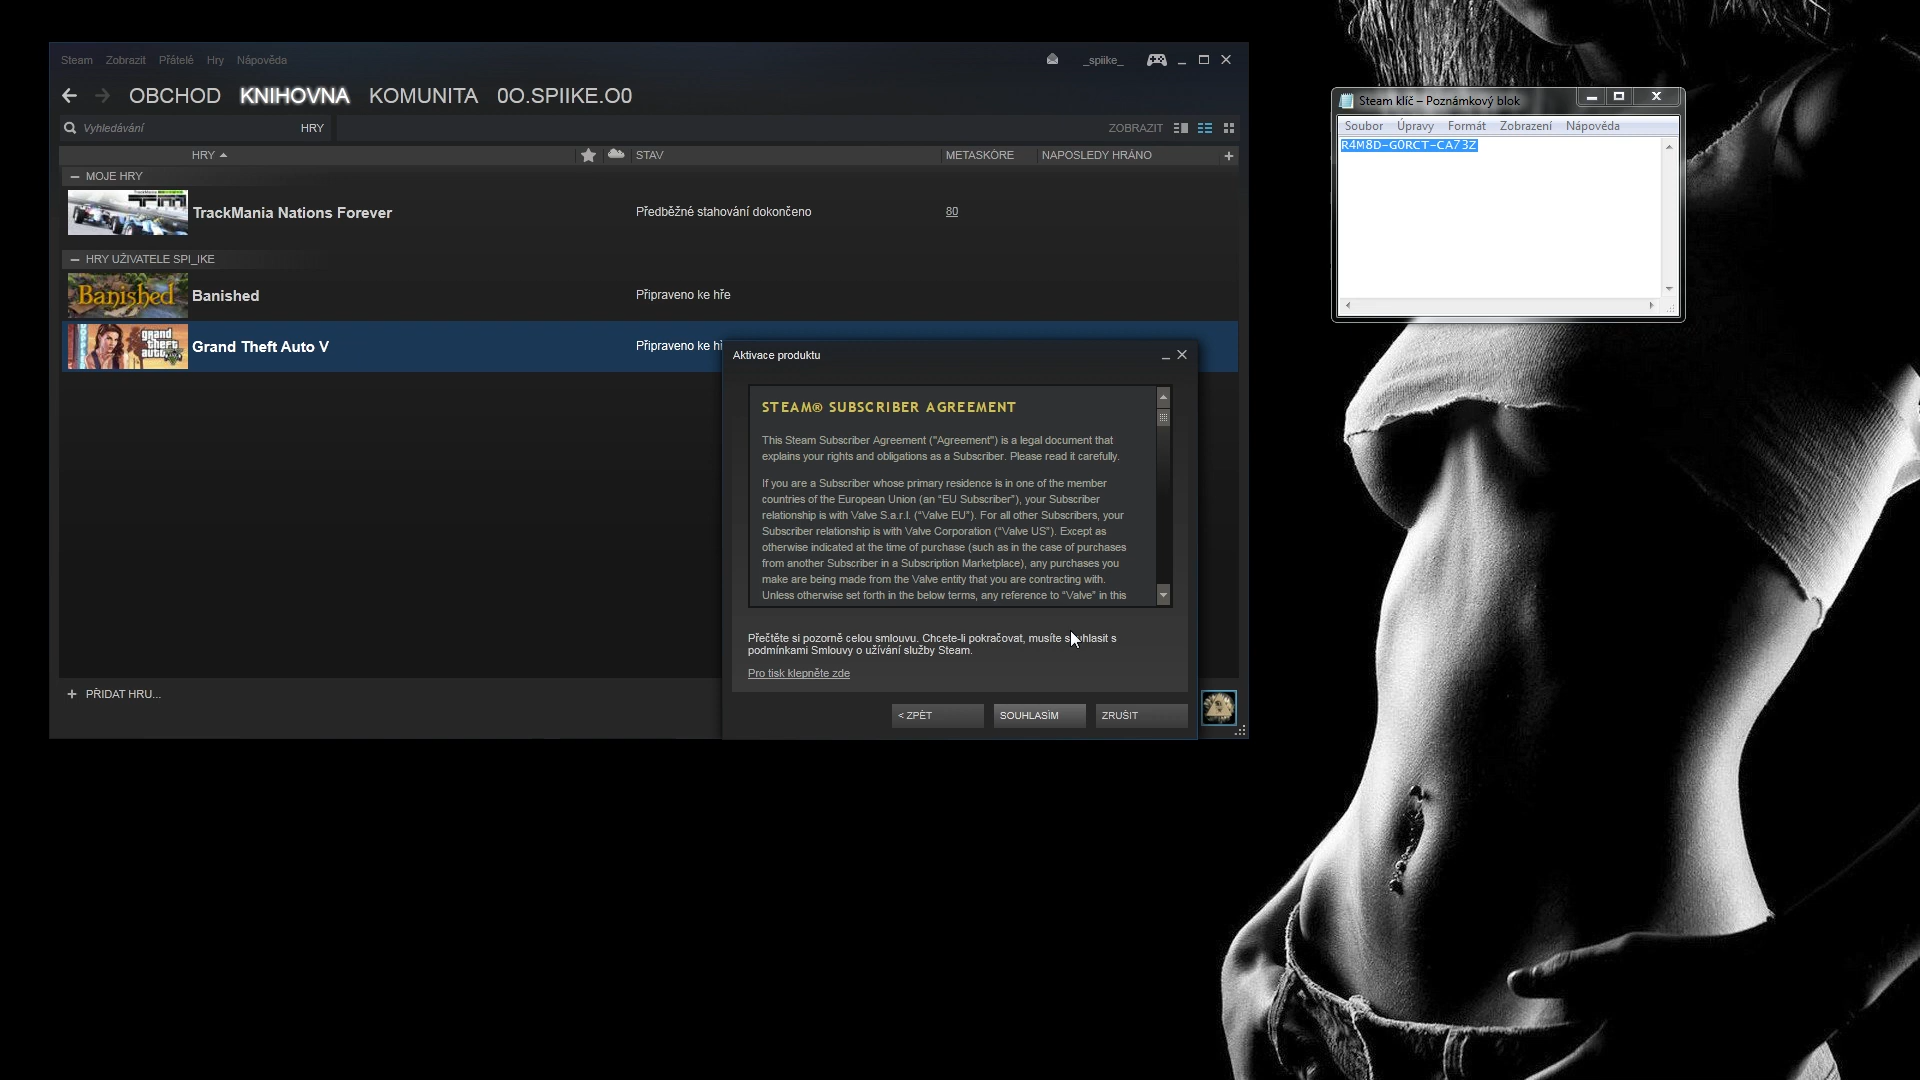 Steam Zobrazit Přátelé Hry Nápověda
_spiike_
OBCHOD KNIHOVNA KOMUNITA 0O.SPIIKE.O0
Vyhledávání HRY
ZOBRAZIT
HRY STAV METASKÓRE NAPOSLEDY HRÁNO +
— MOJE HRY
TrackMania Nations Forever Předběžné stahování dokončeno 80
— HRY UŽIVATELE SPI_IKE
Banished
Banished Připraveno ke hře
grand
theft
auto
Grand Theft Auto V Připraveno ke hř
+ PŘIDAT HRU...
Aktivace produktu
STEAM® SUBSCRIBER AGREEMENT
This Steam Subscriber Agreement ("Agreement") is a legal document that
explains your rights and obligations as a Subscriber. Please read it carefully.
If you are a Subscriber whose primary residence is in one of the member
countries of the European Union (an “EU Subscriber”), your Subscriber
relationship is with Valve S.a.r.l. (“Valve EU”). For all other Subscribers, your
Subscriber relationship is with Valve Corporation (“Valve US”). Except as
otherwise indicated at the time of purchase (such as in the case of purchases
from another Subscriber in a Subscription Marketplace), any purchases you
make are being made from the Valve entity that you are contracting with.
Unless otherwise set forth in the below terms, any reference to “Valve” in this
Přečtěte si pozorně celou smlouvu. Chcete-li pokračovat, musíte souhlasit s
podmínkami Smlouvy o užívání služby Steam.
Pro tisk klepněte zde
< ZPĚT SOUHLASÍM ZRUŠIT
Steam klíč – Poznámkový blok
Soubor Úpravy Formát Zobrazení Nápověda
R4M8D-G0RCT-CA73Z